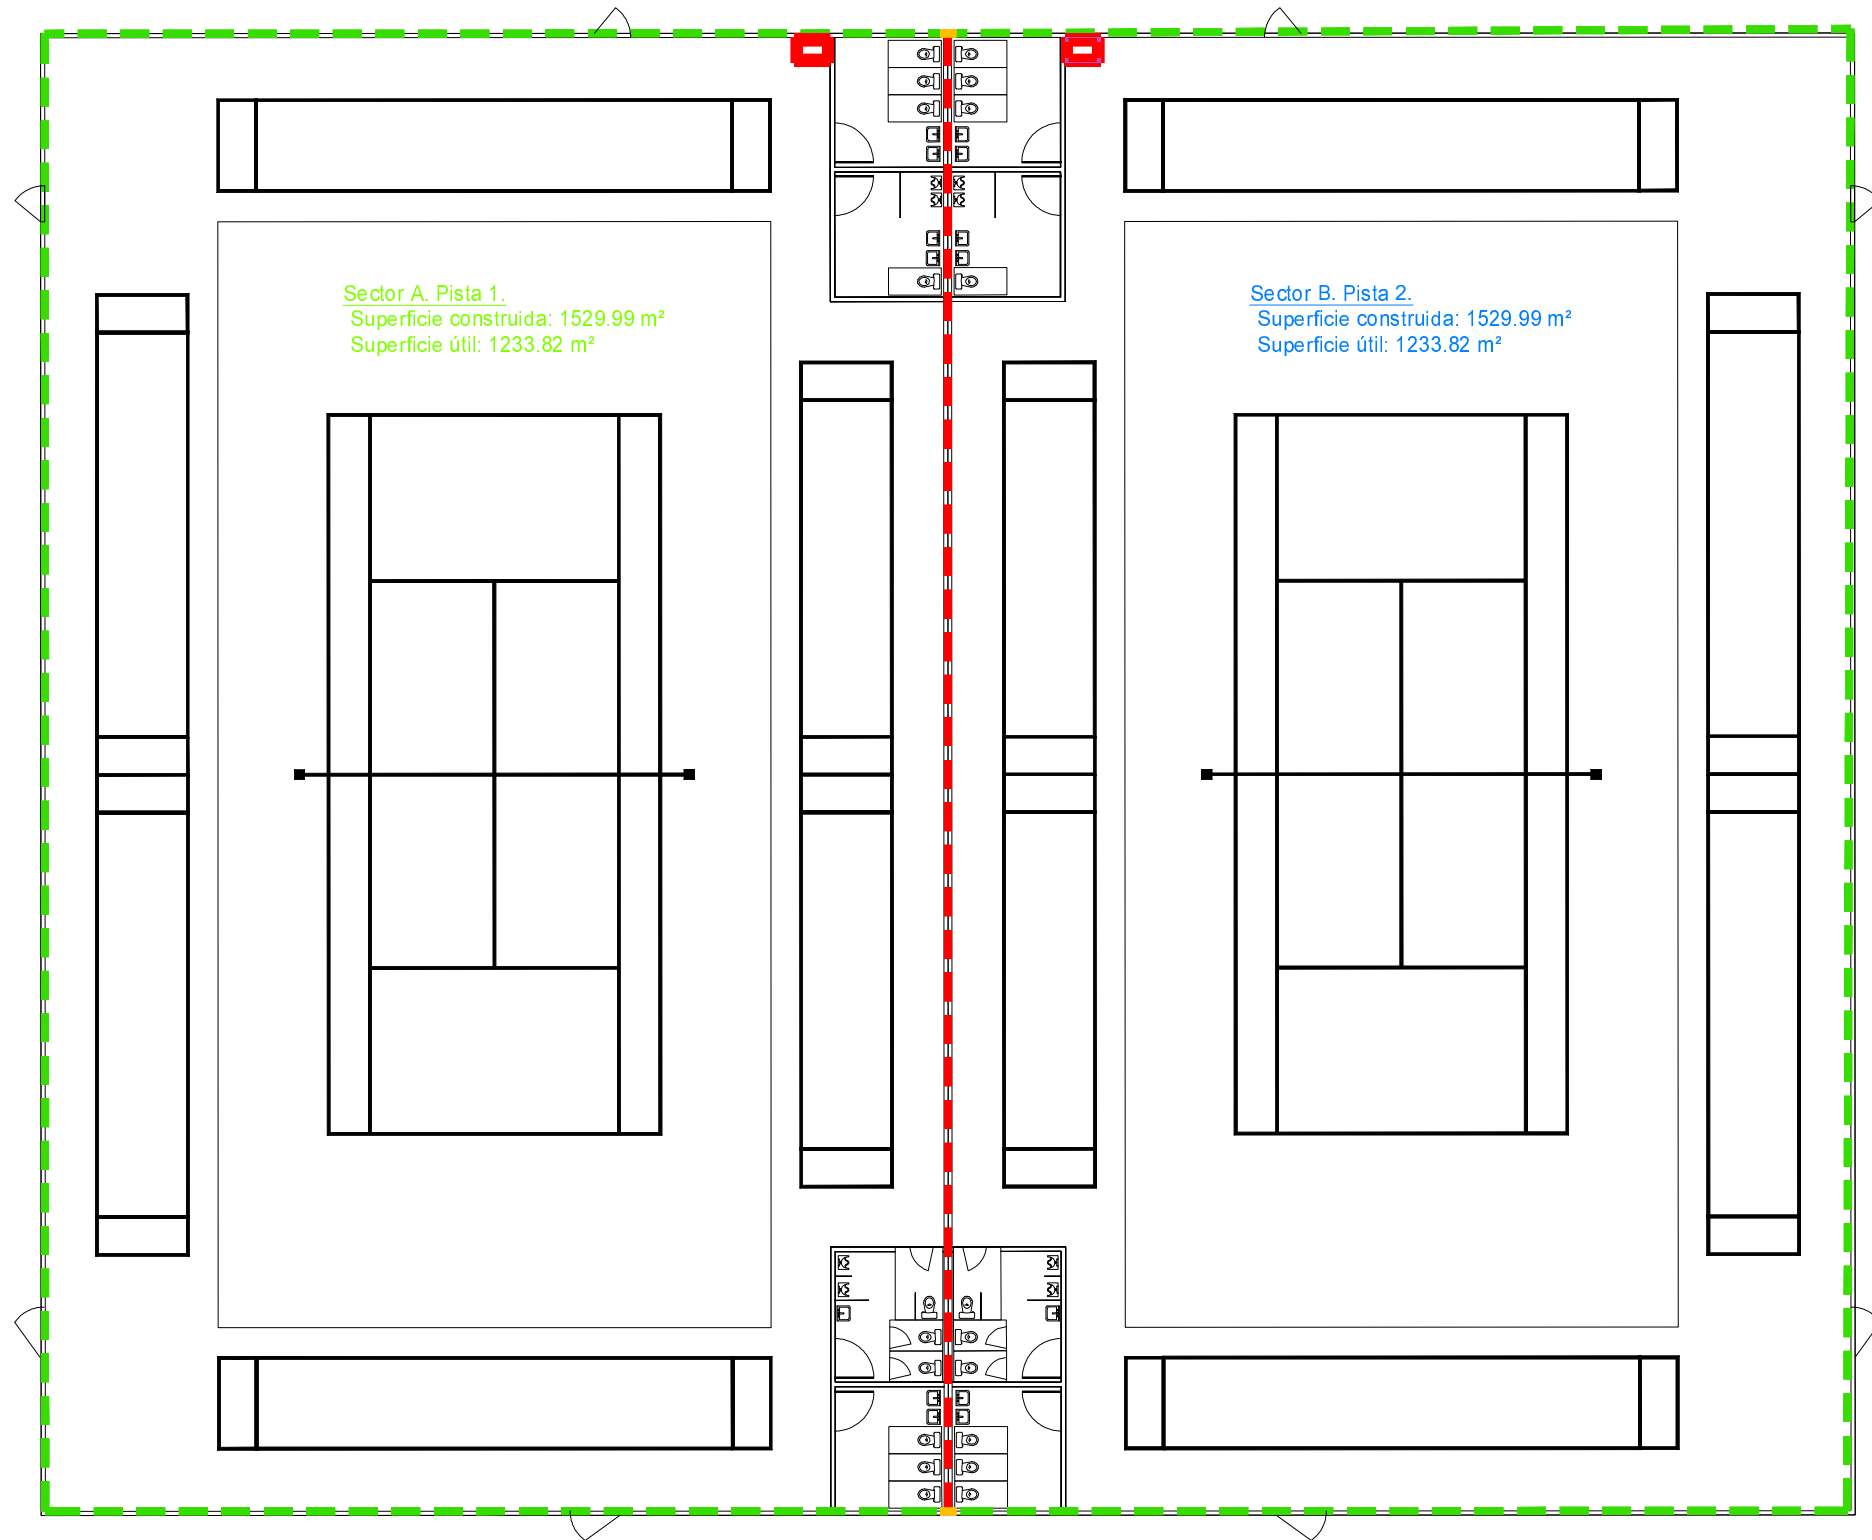 Sector A. Pista 1.
Superficie construida: 1529.99 m²
Superficie útil: 1233.82 m²
Sector B. Pista 2.
Superficie construida: 1529.99 m²
Superficie útil: 1233.82 m²